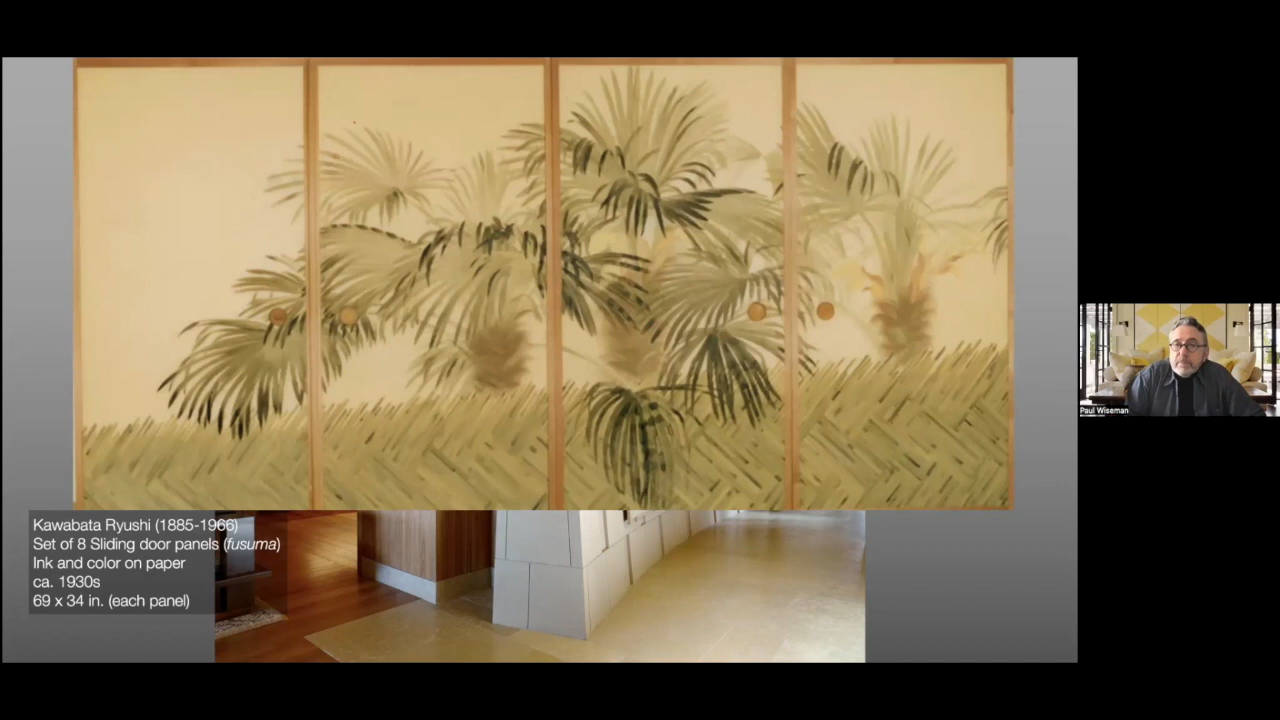 Kawabata Ryushi (1885-1966)
Set of 8 Sliding door panels (fusuma)
Ink and color on paper
ca. 1930s
69 x 34 in. (each panel)
Paul Wiseman